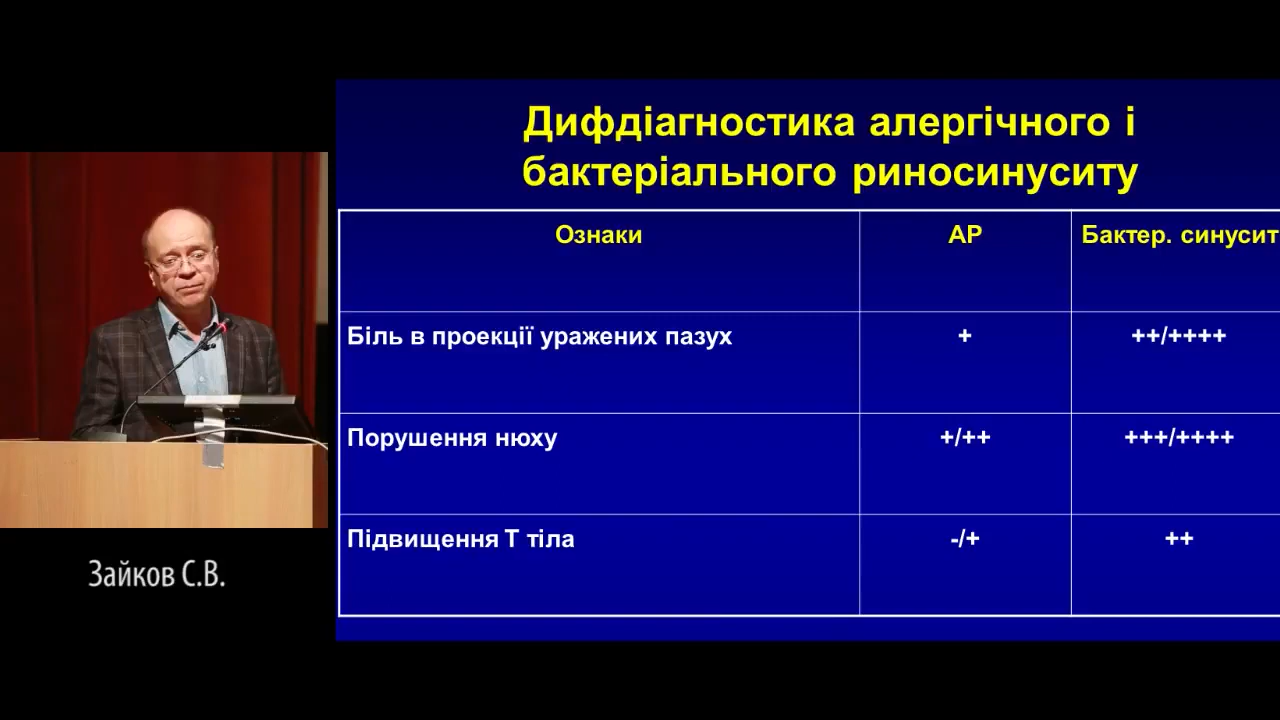 Дифдіагностика алергічного і
бактеріального риносинуситу
Ознаки АР Бактер. синусит
Біль в проекції уражених пазух + ++/++++
Порушення нюху +/++ +++/++++
Підвищення Т тіла -/+ ++
Зайков С.В.